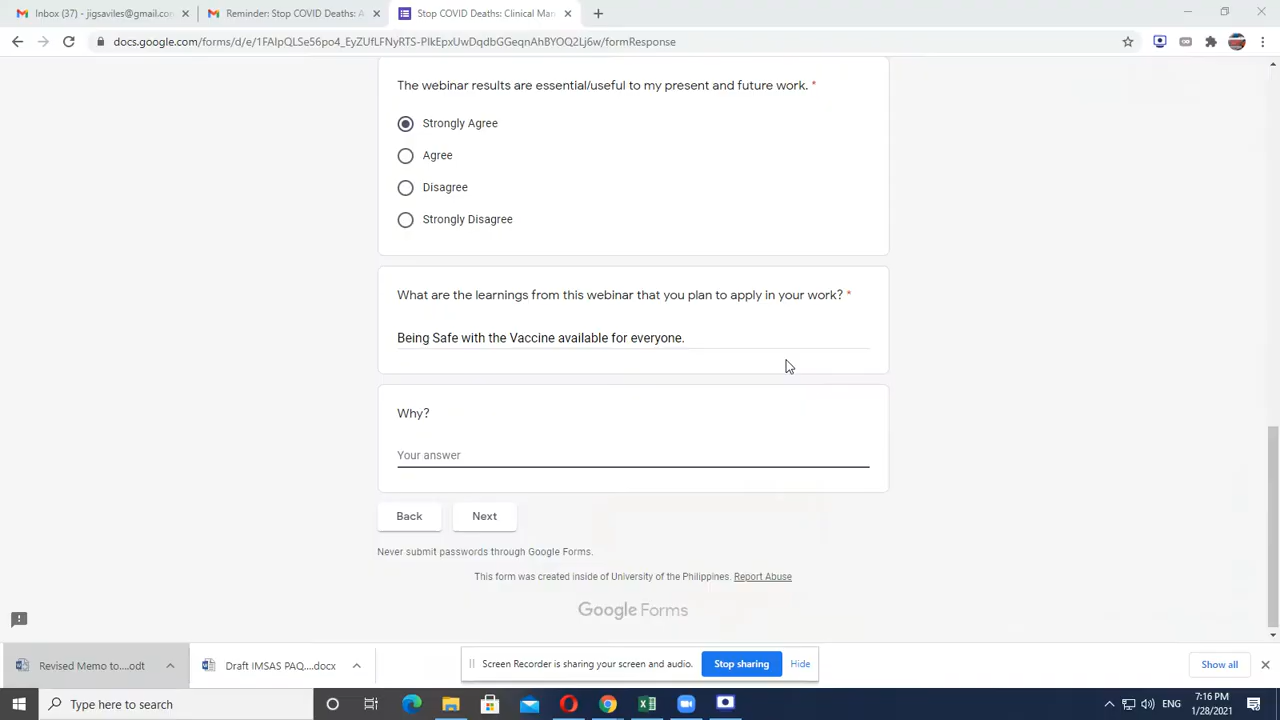 Inbox (37) - jigsaviles@gmail.com
Reminder: Stop COVID Deaths: A
Stop COVID Deaths: Clinical Man
docs.google.com/forms/d/e/1FAIpQLSe56po4_EyZUfLFNyRTS-PIkEpxUwDqdbGGeqnAhBYOQ2Lj6w/formResponse
The webinar results are essential/useful to my present and future work. *
Strongly Agree
Agree
Disagree
Strongly Disagree
What are the learnings from this webinar that you plan to apply in your work? *
Being Safe with the Vaccine available for everyone.
Why?
Your answer
Back
Next
Never submit passwords through Google Forms.
This form was created inside of University of the Philippines. Report Abuse
Google Forms
Revised Memo to....odt
Draft IMSAS PAQ....docx
Screen Recorder is sharing your screen and audio.
Stop sharing
Hide
Show all
Type here to search
ENG
7:16 PM
1/28/2021